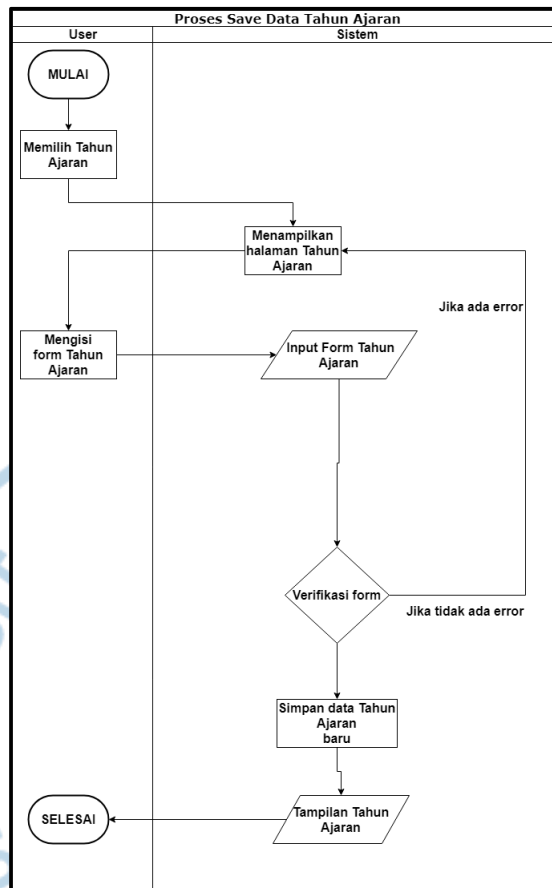 Proses Save Data Tahun Ajaran
User
Sistem
MULAI
Memilih Tahun
Ajaran
Menampilkan
halaman Tahun
Ajaran
Jika ada error
Mengisi
form Tahun
Ajaran
Input Form Tahun
Ajaran
Verifikasi form
Jika tidak ada error
Simpan data Tahun
Ajaran
baru
SELESAI
Tampilan Tahun
Ajaran